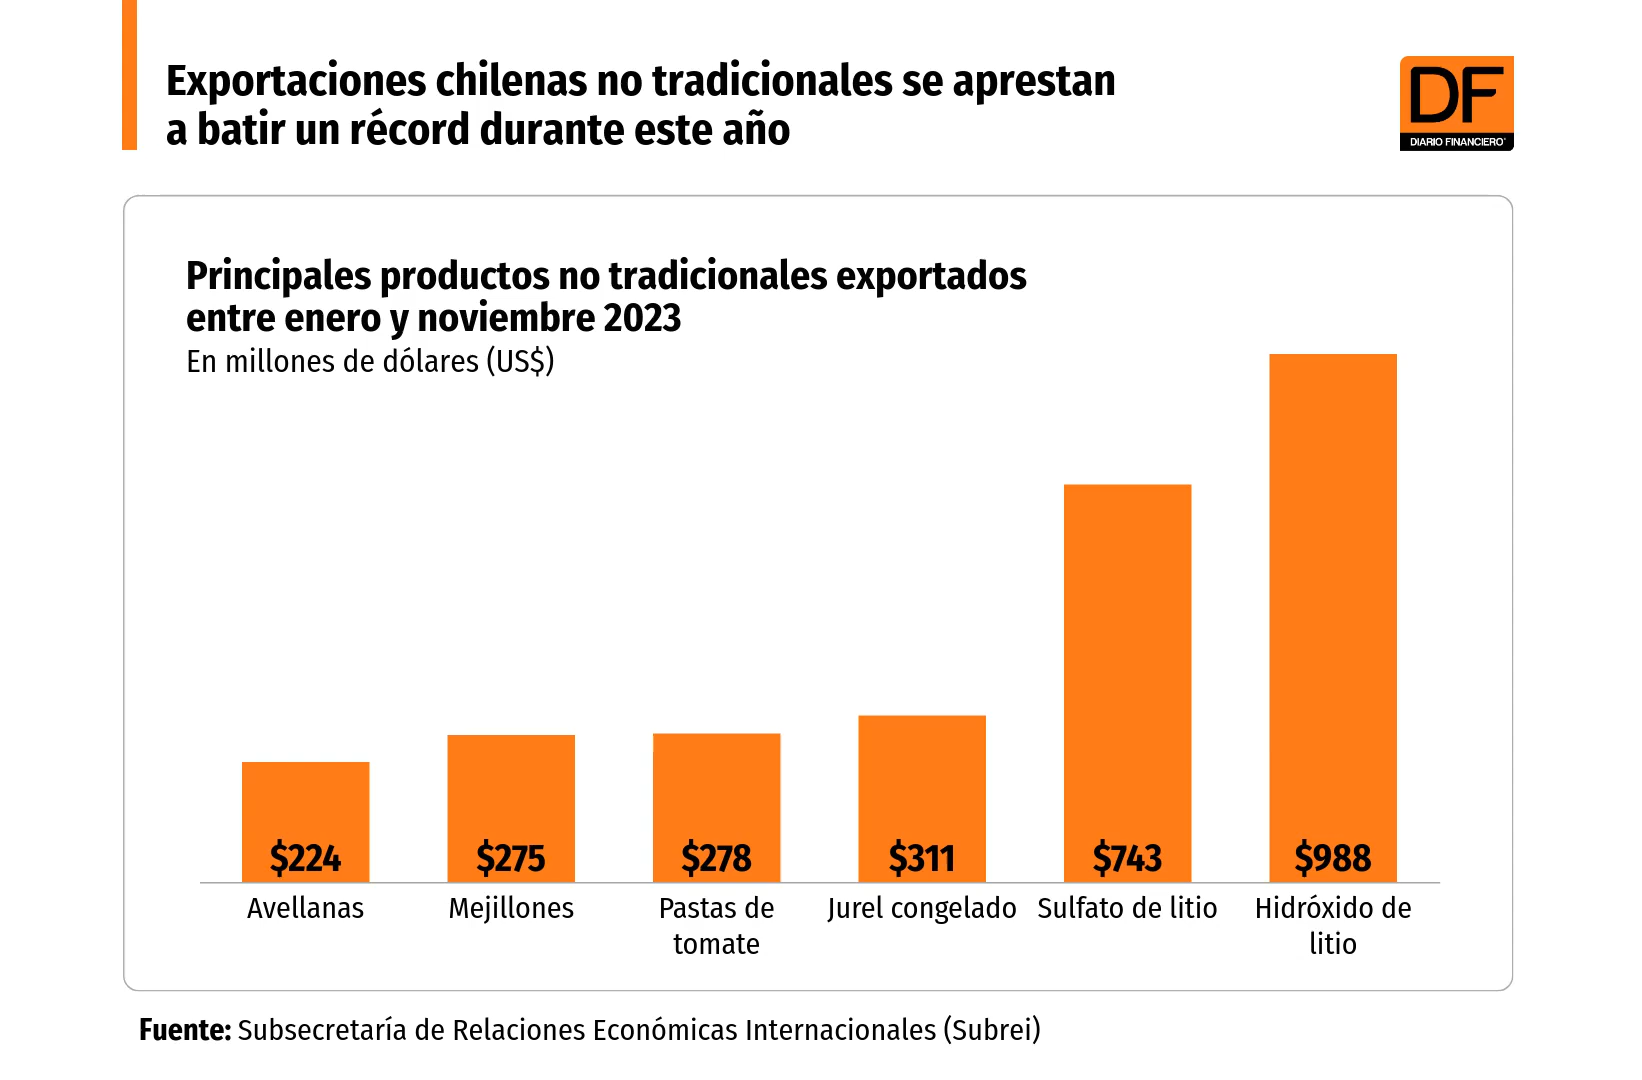 Exportaciones chilenas no tradicionales se aprestan
a batir un récord durante este año
DF
DIARIO FINANCIERO
Principales productos no tradicionales exportados
entre enero y noviembre 2023
En millones de dólares (US$)
$224
$275
$278
$311
$743
$988
Avellanas
Mejillones
Pastas de
tomate
Jurel congelado
Sulfato de litio
Hidróxido de
litio
Fuente: Subsecretaría de Relaciones Económicas Internacionales (Subrei)